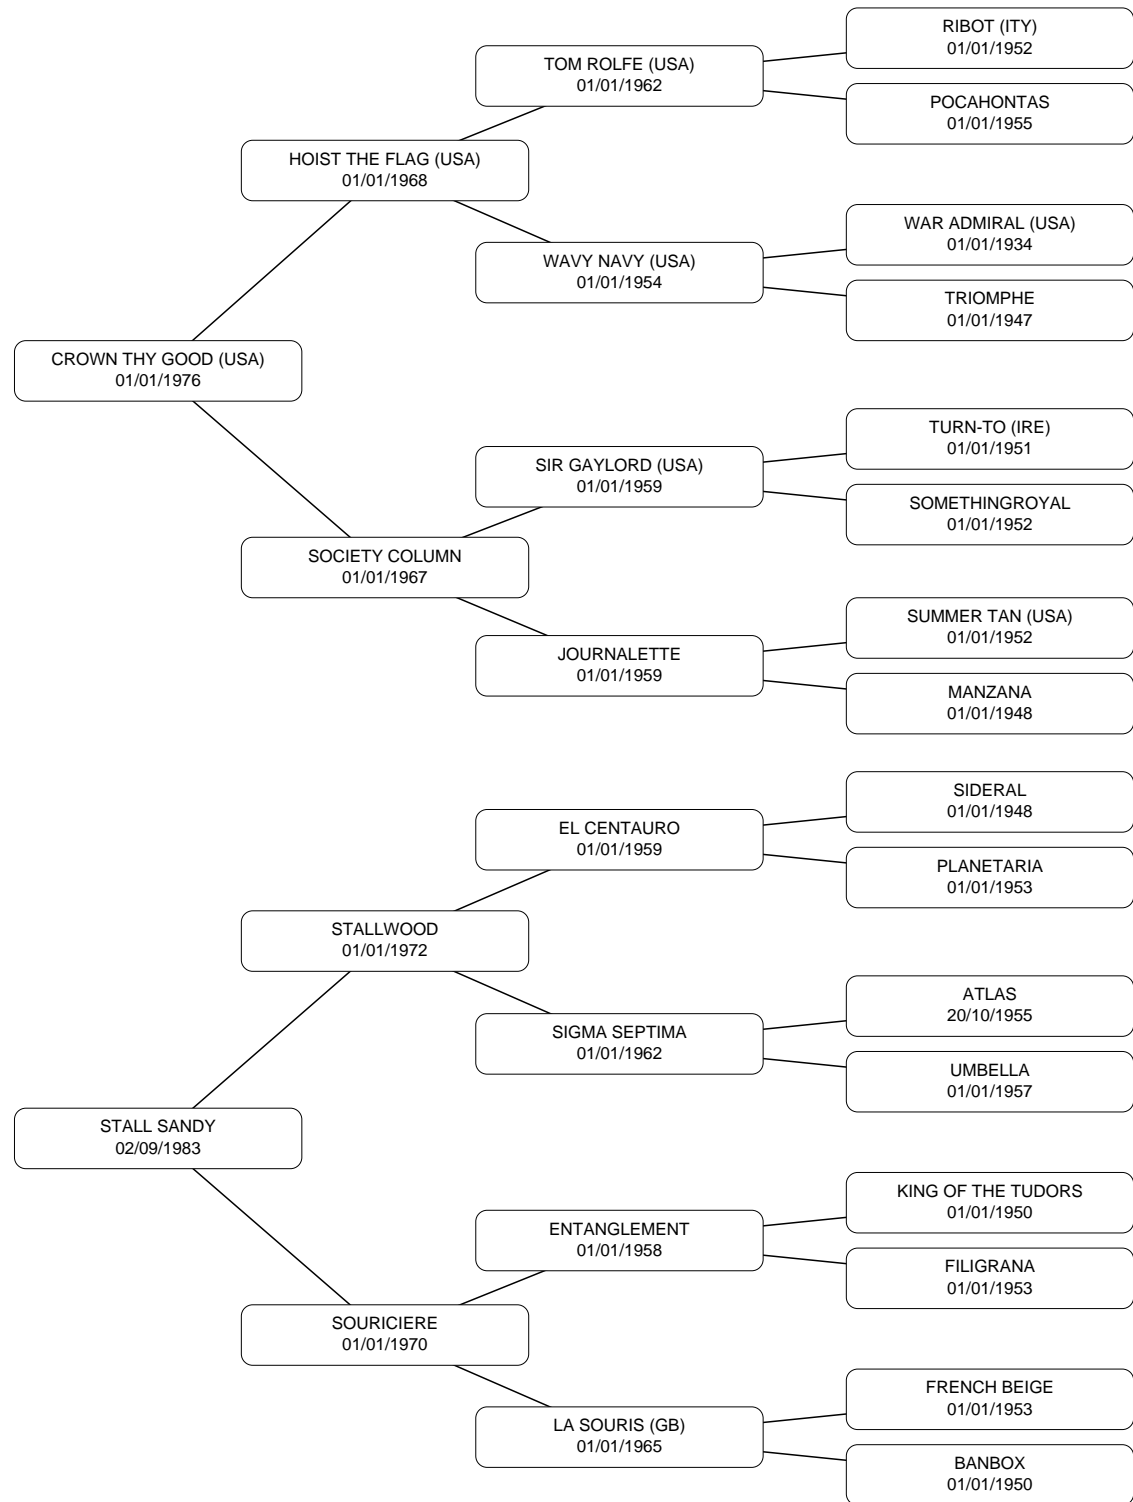 RIBOT (ITY)
01/01/1952
TOM ROLFE (USA)
01/01/1962
POCAHONTAS
01/01/1955
HOIST THE FLAG (USA)
01/01/1968
WAR ADMIRAL (USA)
01/01/1934
WAVY NAVY (USA)
01/01/1954
TRIOMPHE
01/01/1947
CROWN THY GOOD (USA)
01/01/1976
TURN-TO (IRE)
01/01/1951
SIR GAYLORD (USA)
01/01/1959
SOMETHINGROYAL
01/01/1952
SOCIETY COLUMN
01/01/1967
SUMMER TAN (USA)
01/01/1952
JOURNALETTE
01/01/1959
MANZANA
01/01/1948
SIDERAL
01/01/1948
EL CENTAURO
01/01/1959
PLANETARIA
01/01/1953
STALLWOOD
01/01/1972
ATLAS
20/10/1955
SIGMA SEPTIMA
01/01/1962
UMBELLA
01/01/1957
STALL SANDY
02/09/1983
KING OF THE TUDORS
01/01/1950
ENTANGLEMENT
01/01/1958
FILIGRANA
01/01/1953
SOURICIERE
01/01/1970
FRENCH BEIGE
01/01/1953
LA SOURIS (GB)
01/01/1965
BANBOX
01/01/1950